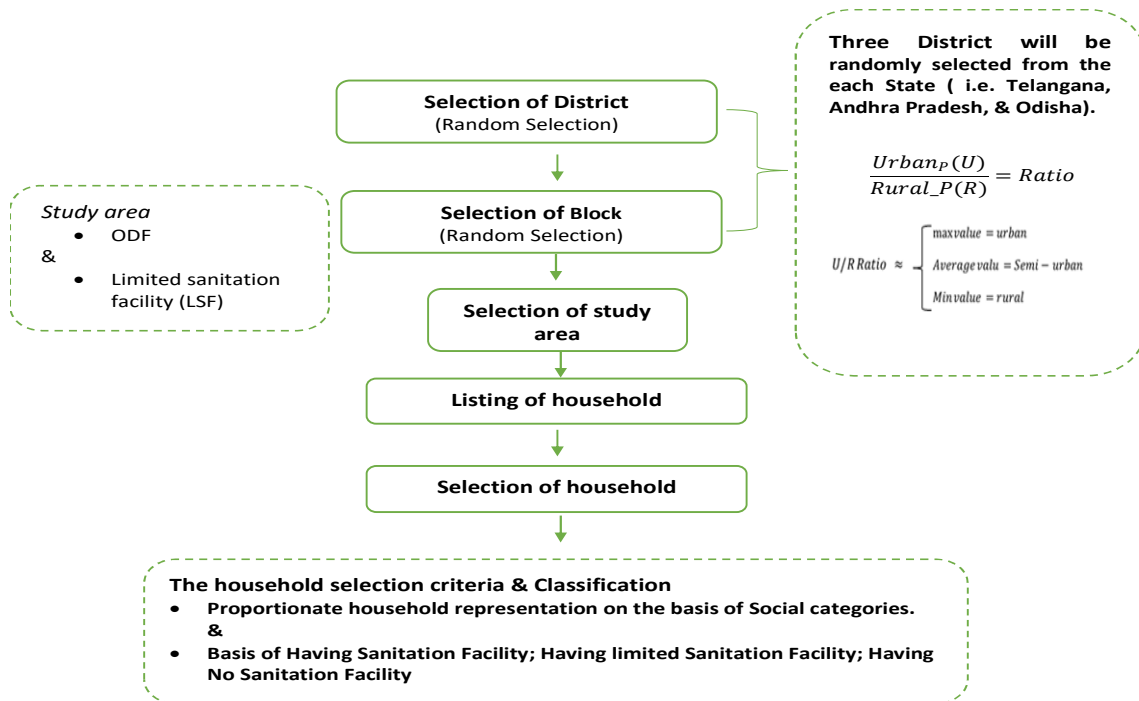 Three District will be
randomly selected from the
each State ( i.e. Telangana,
Andhra Pradesh, & Odisha).
Urban_P(U)
Rural_P(R)
= Ratio
U/R Ratio ≈
max value = urban
Average valu = Semi − urban
Min value = rural
Selection of District
(Random Selection)
Selection of Block
(Random Selection)
Study area
• ODF
&
• Limited sanitation
facility (LSF)
Selection of study
area
Listing of household
Selection of household
The household selection criteria & Classification
• Proportionate household representation on the basis of Social categories.
&
• Basis of Having Sanitation Facility; Having limited Sanitation Facility; Having
No Sanitation Facility